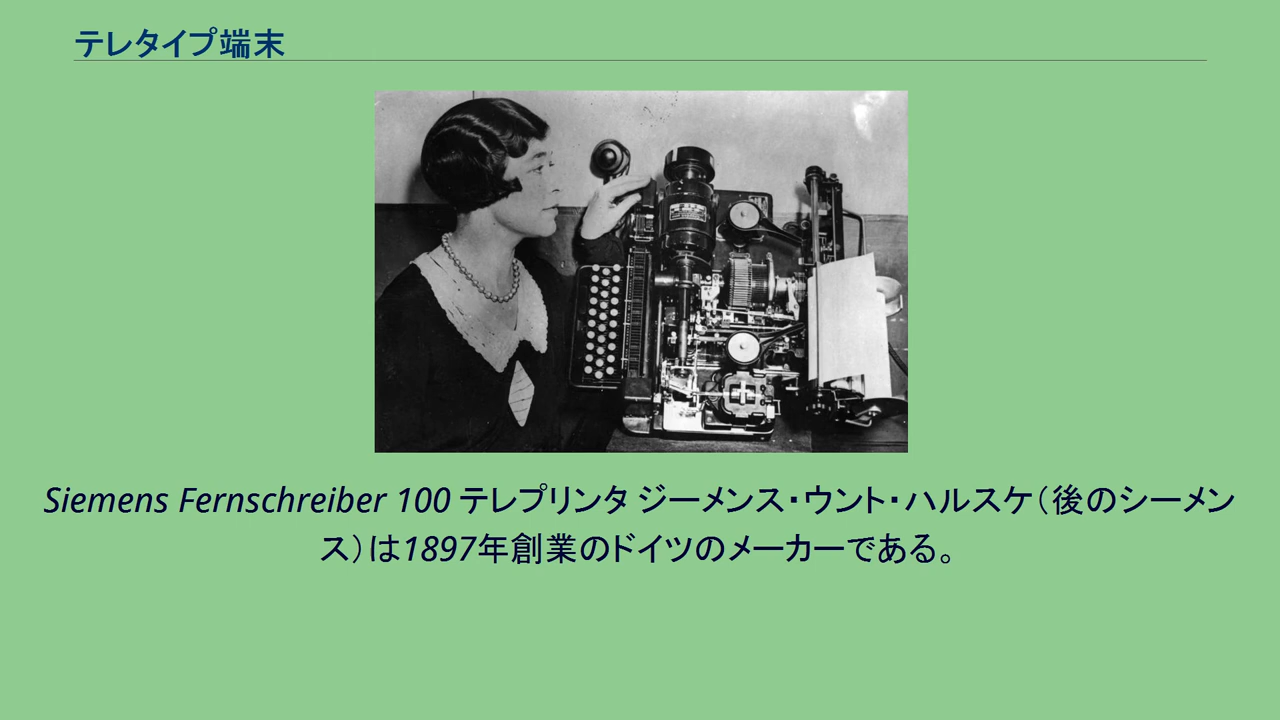 テレタイプ端末
Siemens Fernschreiber 100 テレプリンタ ジーメンス・ウント・ハルスケ（後のシーメン
ス）は1897年創業のドイツのメーカーである。